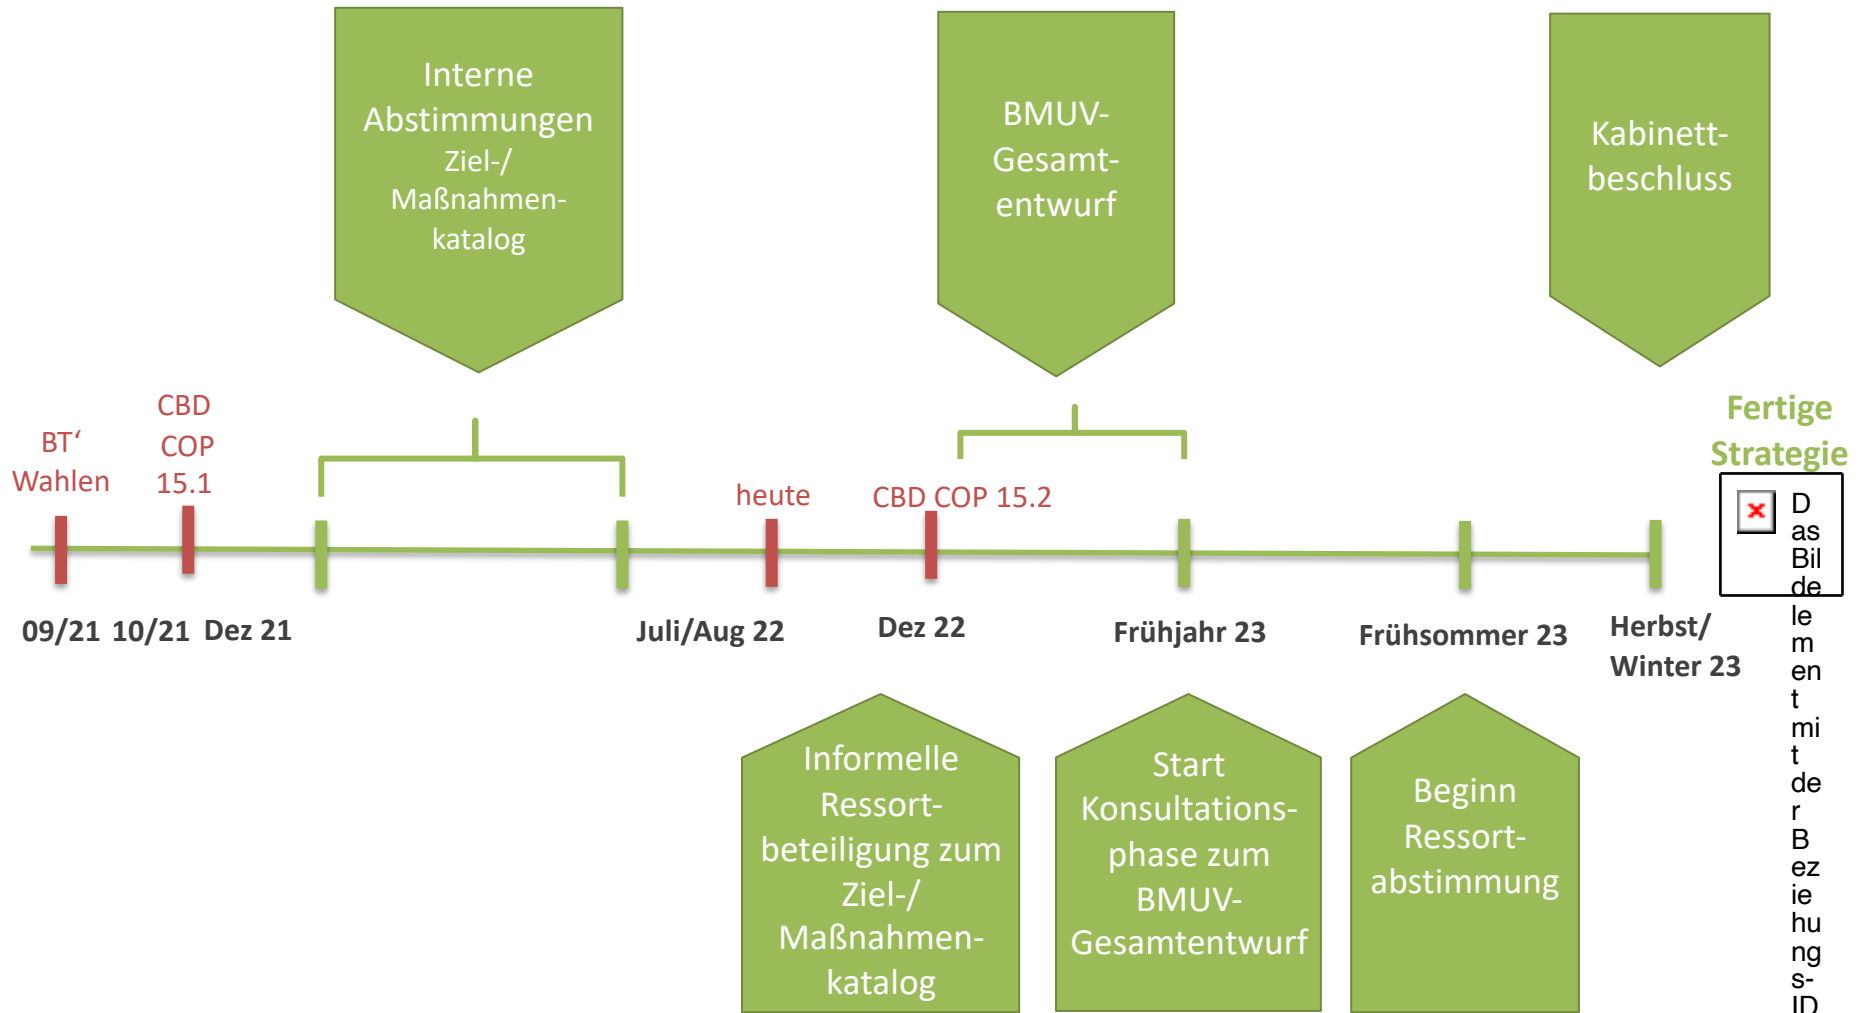 Interne
Abstimmungen
Ziel-/
Maßnahmen-
katalog
BMUV-
Gesamt-
entwurf
Kabinett-
beschluss
BT‘
Wahlen
CBD
COP
15.1
heute
CBD COP 15.2
Fertige
Strategie
09/21 10/21 Dez 21
Juli/Aug 22
Dez 22
Frühjahr 23
Frühsommer 23
Herbst/
Winter 23
Informelle
Ressort-
beteiligung zum
Ziel-/
Maßnahmen-
katalog
Start
Konsultations-
phase zum
BMUV-
Gesamtentwurf
Beginn
Ressort-
abstimmung
D
as
Bil
de
le
m
en
t
mi
t
de
r
B
ez
ie
hu
ng
s-
ID